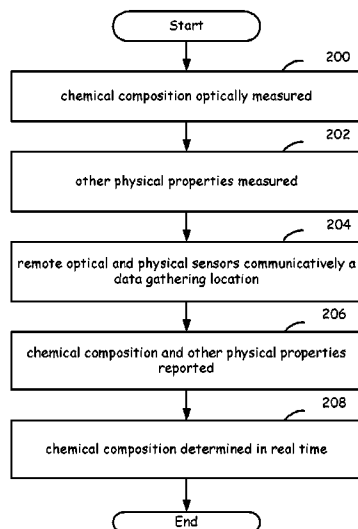 Start
200
chemical composition optically measured
202
other physical properties measured
204
remote optical and physical sensors communicatively a
data gathering location
206
chemical composition and other physical properties
reported
208
chemical composition determined in real time
End